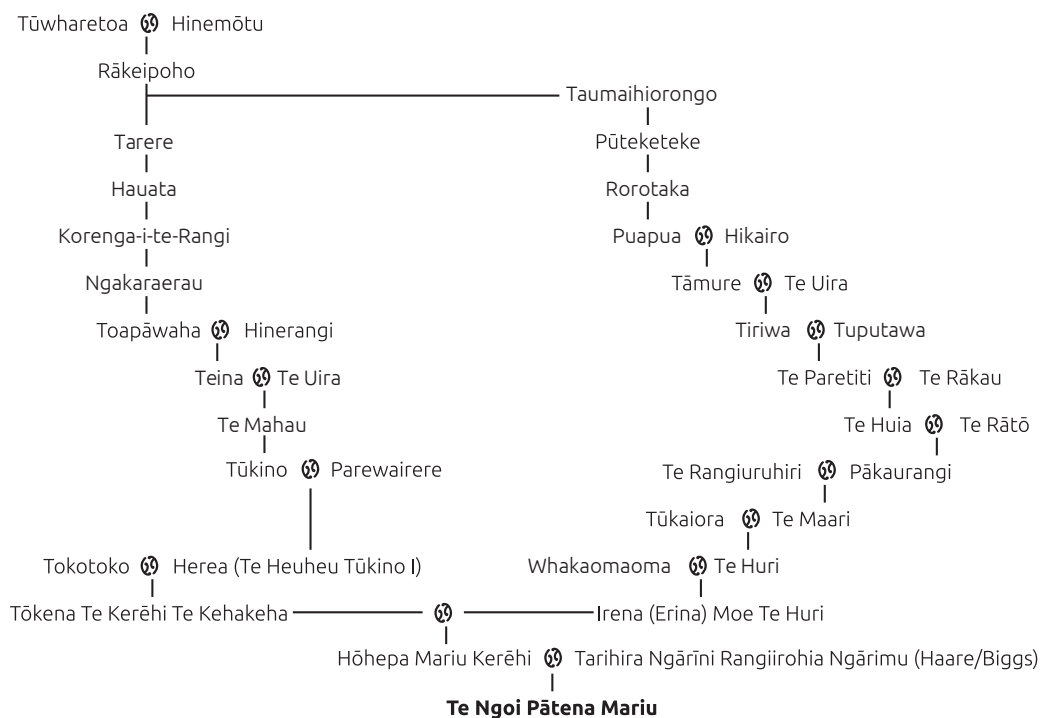 Tūwharetoa Hinemōtu
Rākeipoho
Taumaihiorongo
Tarere Pūteketeke
Hauata Rorotaka
Korenga-i-te-Rangi Puapua Hikairo
Ngakaraerau Tāmure Te Uira
Toapāwaha Hinerangi Tiriwa Tuputawa
Teina Te Uira Te Paretiti Te Rākau
Te Mahau Te Huia Te Rātō
Tūkino Parewairere Te Rangiuruhiri Pākaurangi
Tūkaiora Te Maari
Tokotoko Herea (Te Heuheu Tūkino I) Whakaomaoma Te Huri
Tōkena Te Kerēhi Te Kehakeha Irena (Erina) Moe Te Huri
Hōhepa Mariu Kerēhi Tarihira Ngārīni Rangiirohia Ngārimu (Haare/Biggs)
Te Ngoi Pātena Mariu